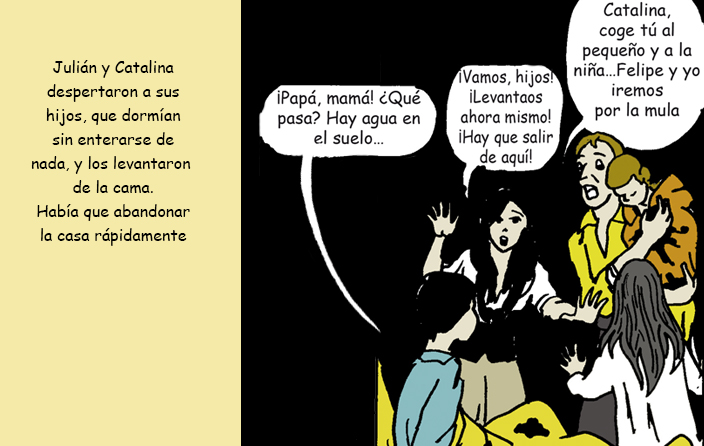 Julián y Catalina
despertaron a sus
hijos, que dormían
sin enterarse de
nada, y los levantaron
de la cama.
Había que abandonar
la casa rápidamente
¡Papá, mamá! ¿Qué
pasa? Hay agua en
el suelo...
¡Vamos, hijos!
¡Levantaos
ahora mismo!
¡Hay que salir
de aquí!
Catalina,
coge tú al
pequeño y a la
niña...Felipe y yo
iremos
por la mula